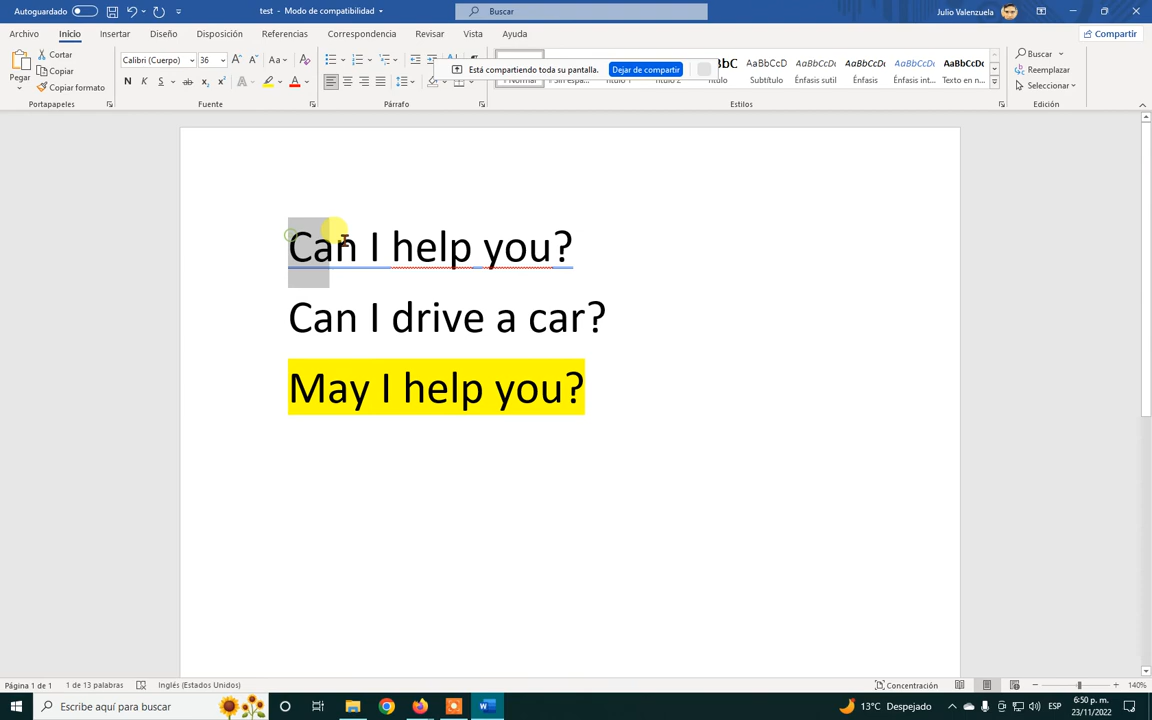 Autoguardado
test - Modo de compatibilidad
Buscar
Julio Valenzuela
Archivo Inicio Insertar Diseño Disposición Referencias Correspondencia Revisar Vista Ayuda
Compartir
Pegar
Cortar
Copiar
Copiar formato
Portapapeles
Calibri (Cuerpo) 36
Fuente
Párrafo
Está compartiendo toda su pantalla. Dejar de compartir
AaBbCcDc Subtítulo
AaBbCcDc Énfasis sutil
AaBbCcDc Énfasis
AaBbCcDc Énfasis int...
AaBbCcDc Texto en n...
Estilos
Buscar
Reemplazar
Seleccionar
Edición
Can I help you?
Can I drive a car?
May I help you?
Página 1 de 1 1 de 13 palabras Inglés (Estados Unidos)
Concentración
140%
Escribe aquí para buscar
13°C Despejado
ESP
6:50 p. m.
23/11/2022